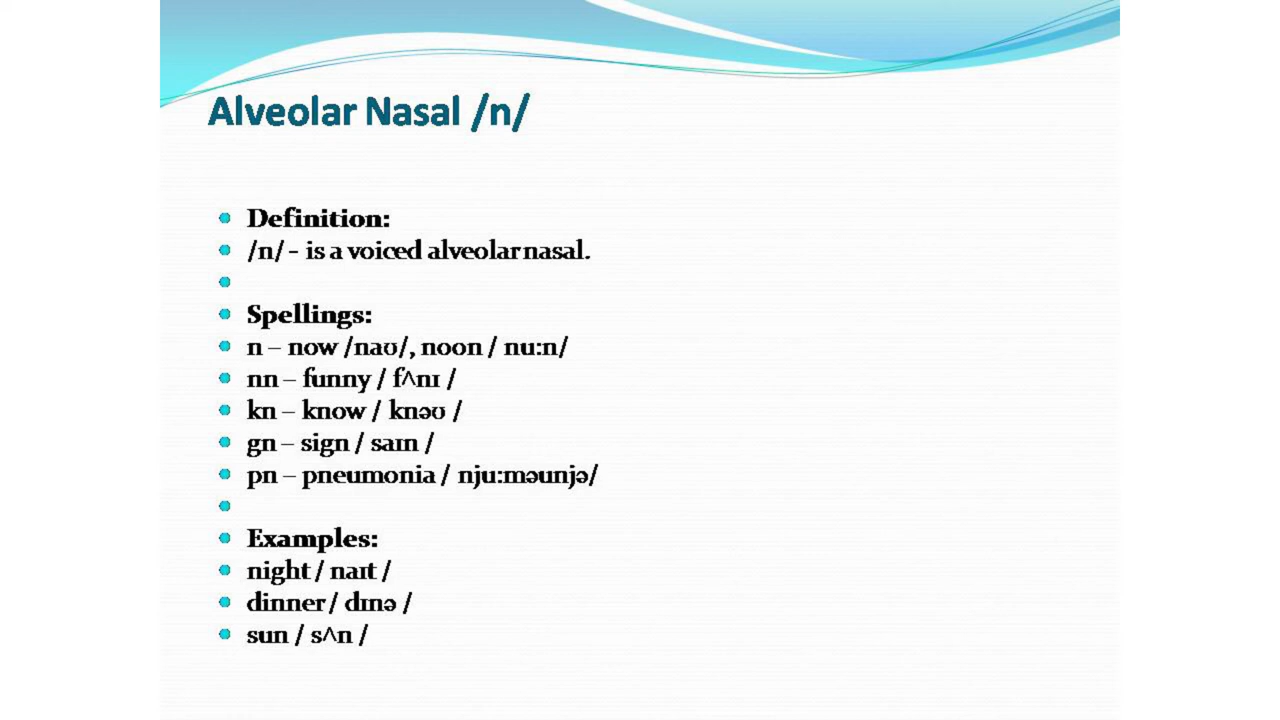 Alveolar Nasal /n/
Definition:
/n/ - is a voiced alveolar nasal.
Spellings:
n – now /naʊ/, noon / nu:n/
nn – funny / f^nɪ /
kn – know / knəʊ /
gn – sign / saɪn /
pn – pneumonia / nju:məunjə/
Examples:
night / naɪt /
dinner / dɪnə /
sun / s^n /